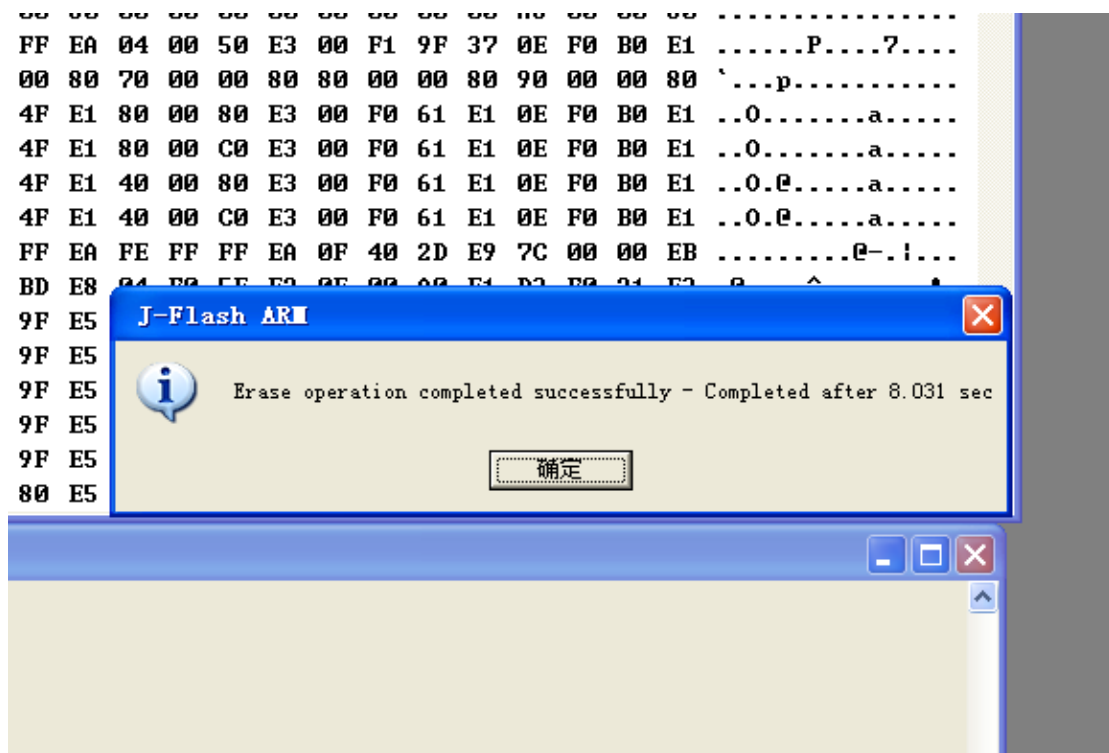 FF EA 04 00 50 E3 00 F1 9F 37 0E F0 B0 E1 ......P....7....
00 80 70 00 00 80 80 00 00 80 90 00 00 80 `...p...........
4F E1 80 00 80 E3 00 F0 61 E1 0E F0 B0 E1 ..O.......a.....
4F E1 80 00 C0 E3 00 F0 61 E1 0E F0 B0 E1 ..O.......a.....
4F E1 40 00 80 E3 00 F0 61 E1 0E F0 B0 E1 ..O.@.....a.....
4F E1 40 00 C0 E3 00 F0 61 E1 0E F0 B0 E1 ..O.@.....a.....
FF EA FE FF FF EA 0F 40 2D E9 7C 00 00 EB .........@-.|...
BD E8
9F E5
9F E5
9F E5
9F E5
9F E5
80 E5
J-Flash ARM
Erase operation completed successfully - Completed after 8.031 sec
确定